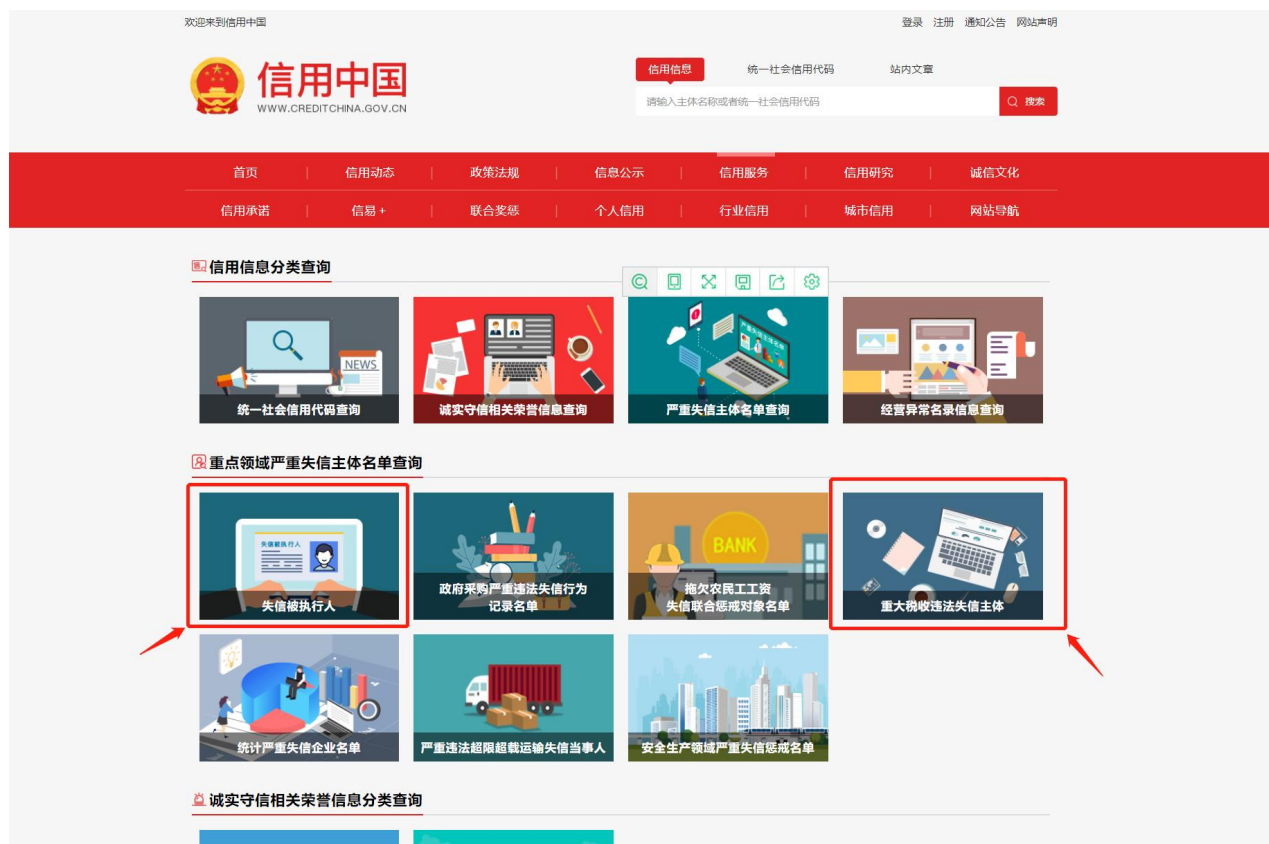 欢迎来到信用中国
登录 注册 通知公告 网站声明
信用中国
WWW.CREDITCHINA.GOV.CN
信用信息 统一社会信用代码 站内文章
请输入主体名称或者统一社会信用代码
搜索
首页 信用动态 政策法规 信息公示 信用服务 信用研究 诚信文化
信用承诺 信易+ 联合奖惩 个人信用 行业信用 城市信用 网站导航
信用信息分类查询
NEWS
严重失信主体名单
统一社会信用代码查询
诚实守信相关荣誉信息查询
严重失信主体名单查询
经营异常名录信息查询
重点领域严重失信主体名单查询
失信被执行人
失信被执行人
政府采购严重违法失信行为
记录名单
BANK
拖欠农民工工资
失信联合惩戒对象名单
重大税收违法失信主体
统计严重失信企业名单
严重违法超限超载运输失信当事人
安全生产领域严重失信惩戒名单
诚实守信相关荣誉信息分类查询